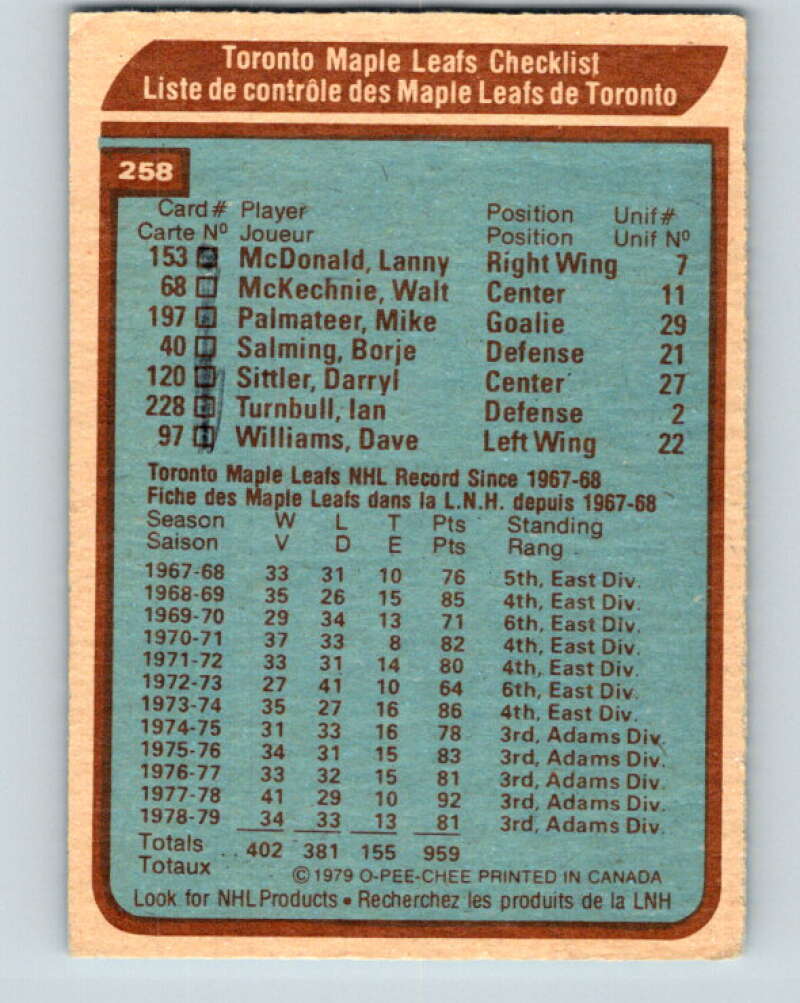 Toronto Maple Leafs Checklist
Liste de contrôle des Maple Leafs de Toronto
258
Card # Player Position Unif #
Carte Nº Joueur Position Unif Nº
153 McDonald, Lanny Right Wing 7
68 McKechnie, Walt Center 11
197 Palmateer, Mike Goalie 29
40 Salming, Borje Defense 21
120 Sittler, Darryl Center 27
228 Turnbull, Ian Defense 2
97 Williams, Dave Left Wing 22
Toronto Maple Leafs NHL Record Since 1967-68
Fiche des Maple Leafs dans la L.N.H. depuis 1967-68
Season W L T Pts Standing
Saison V D E Pts Rang
1967-68 33 31 10 76 5th, East Div.
1968-69 35 26 15 85 4th, East Div.
1969-70 29 34 13 71 6th, East Div.
1970-71 37 33 8 82 4th, East Div.
1971-72 33 31 14 80 4th, East Div.
1972-73 27 41 10 64 6th, East Div.
1973-74 35 27 16 86 4th, East Div.
1974-75 31 33 16 78 3rd, Adams Div.
1975-76 34 31 15 83 3rd, Adams Div.
1976-77 33 32 15 81 3rd, Adams Div.
1977-78 41 29 10 92 3rd, Adams Div.
1978-79 34 33 13 81 3rd, Adams Div.
Totals
Totaux 402 381 155 959
© 1979 O-PEE-CHEE PRINTED IN CANADA
Look for NHL Products • Recherchez les produits de la LNH